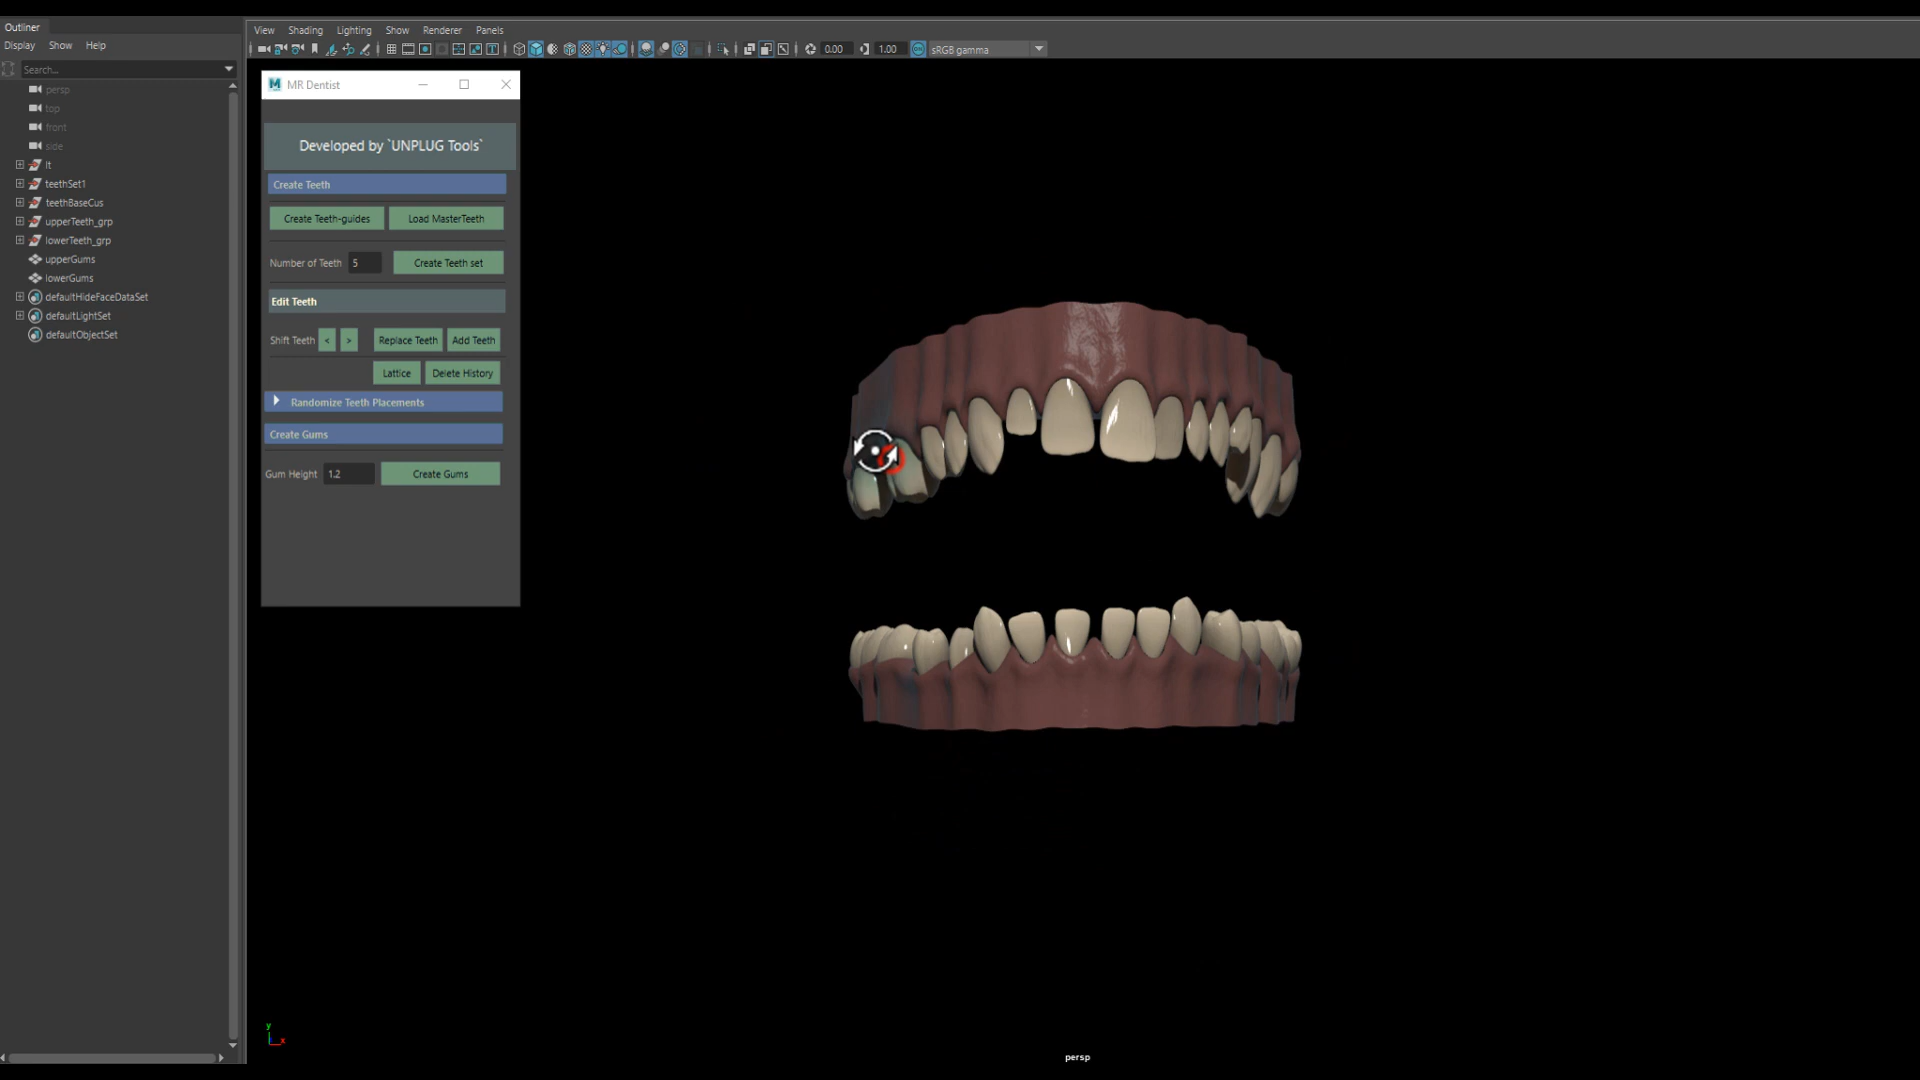 Outliner
Display Show Help
Search...
persp
top
front
side
lt
teethSet1
teethBaseCus
upperTeeth_grp
lowerTeeth_grp
upperGums
lowerGums
defaultHideFaceDataSet
defaultLightSet
defaultObjectSet
View Shading Lighting Show Renderer Panels
0.00 1.00 sRGB gamma
MR Dentist
Developed by `UNPLUG Tools`
Create Teeth
Create Teeth-guides Load MasterTeeth
Number of Teeth 5 Create Teeth set
Edit Teeth
Shift Teeth < > Replace Teeth Add Teeth
Lattice Delete History
Randomize Teeth Placements
Create Gums
Gum Height 1.2 Create Gums
y
x
persp